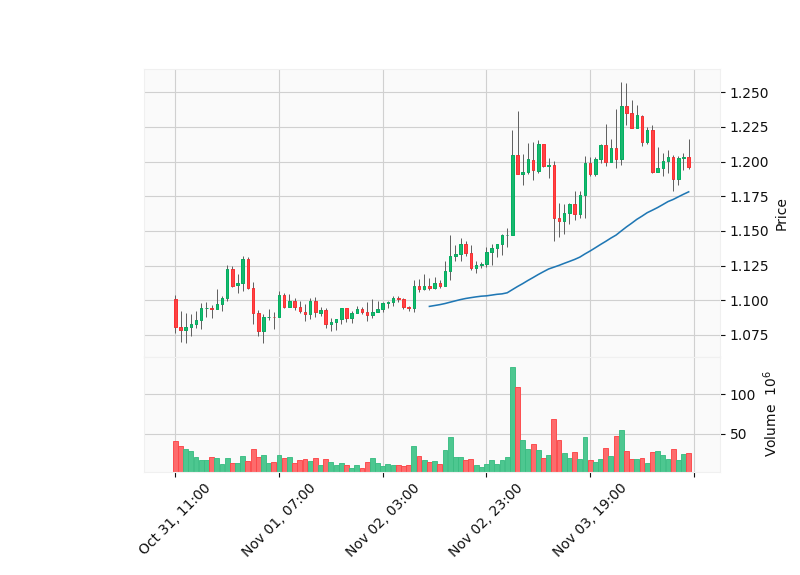 1.250
1.225
1.200
1.175
1.150
1.125
1.100
1.075
Price
100
50
Volume 10⁶
Oct 31, 11:00
Nov 01, 07:00
Nov 02, 03:00
Nov 02, 23:00
Nov 03, 19:00